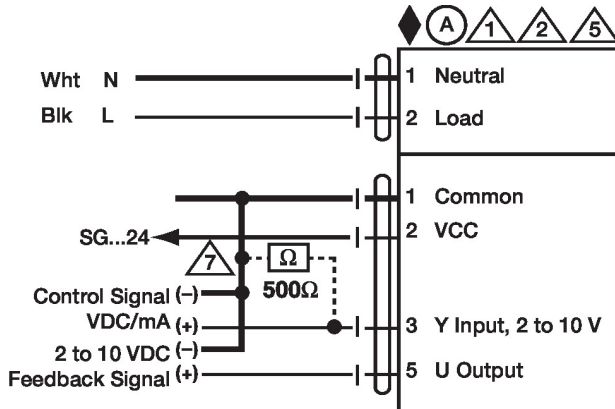 A 1 2 5
Wht N 1 Neutral
Blk L 2 Load
1 Common
SG...24 2 VCC
7 Ω
500Ω
Control Signal (-)
VDC/mA (+) 3 Y Input, 2 to 10 V
2 to 10 VDC (-)
Feedback Signal (+) 5 U Output